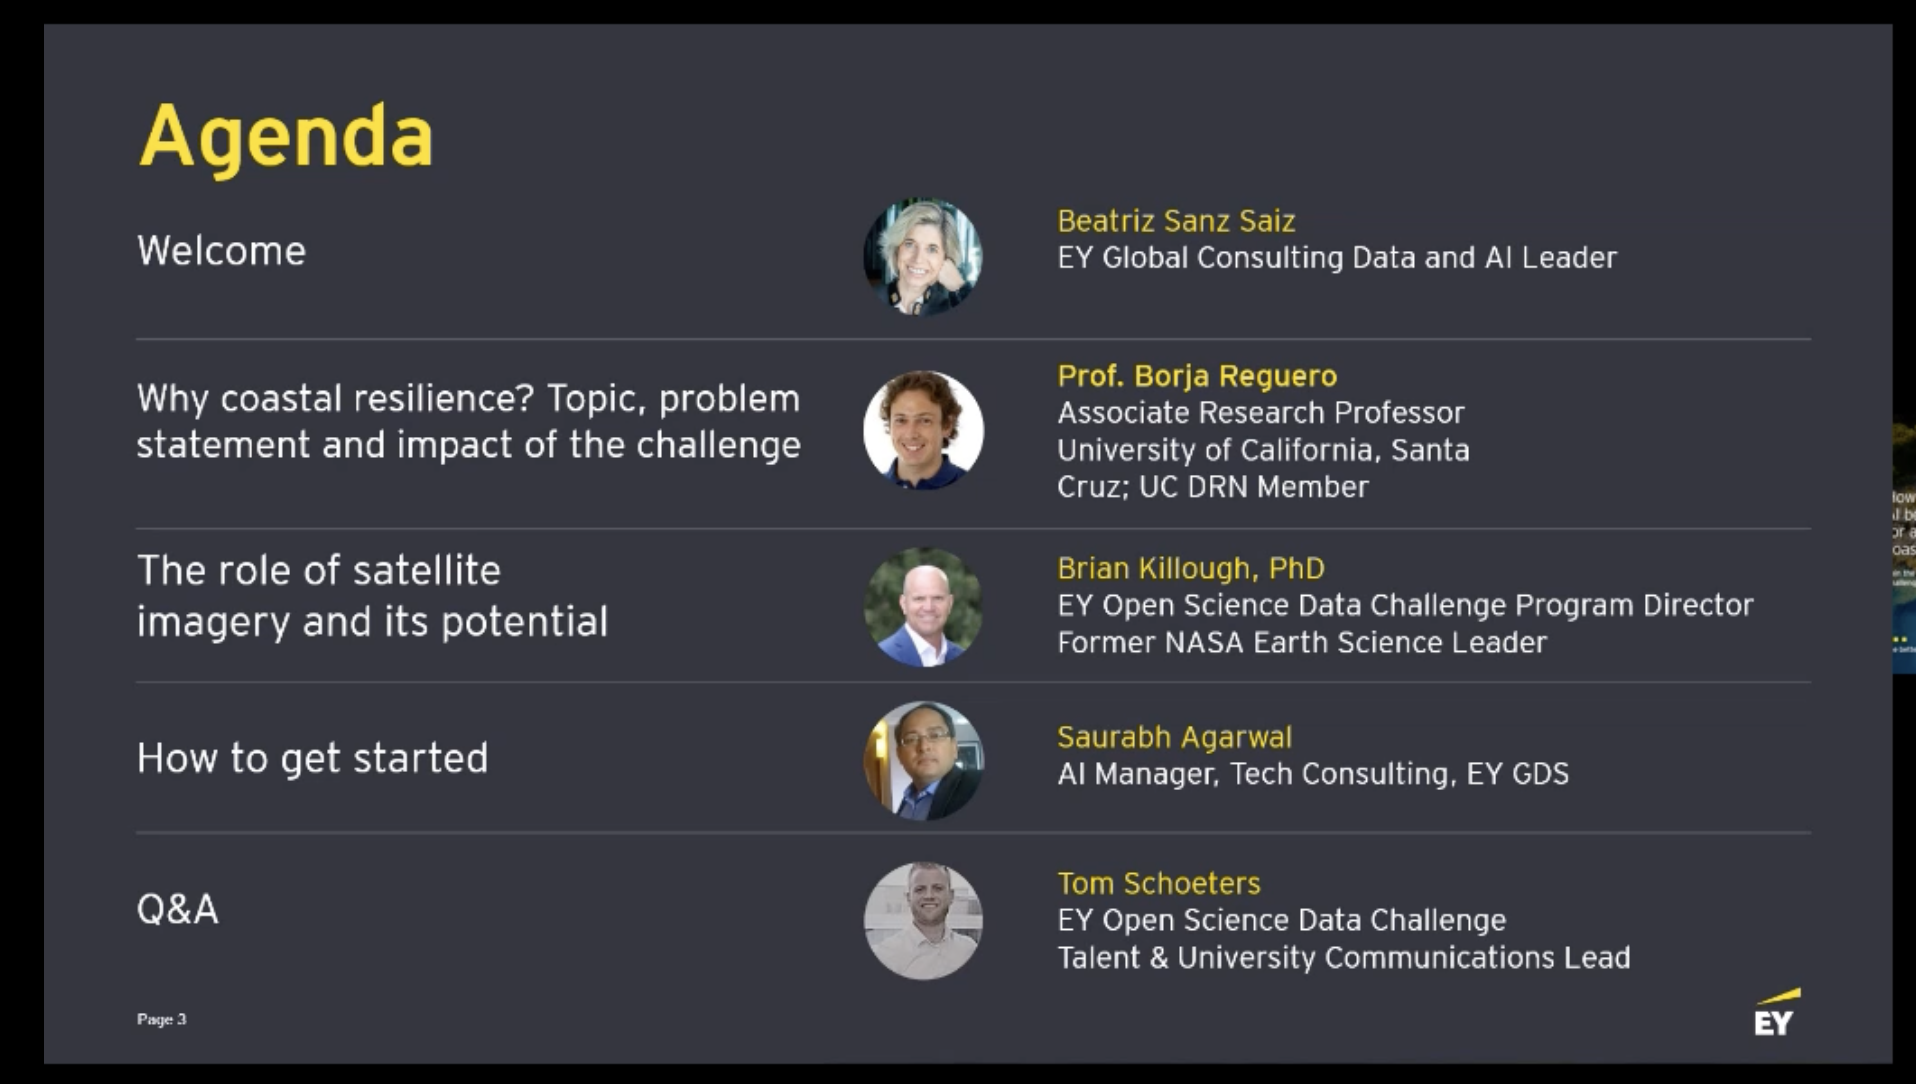 Agenda
Welcome
Beatriz Sanz Saiz
EY Global Consulting Data and AI Leader
Why coastal resilience? Topic, problem
statement and impact of the challenge
Prof. Borja Reguero
Associate Research Professor
University of California, Santa
Cruz; UC DRN Member
The role of satellite
imagery and its potential
Brian Killough, PhD
EY Open Science Data Challenge Program Director
Former NASA Earth Science Leader
How to get started
Saurabh Agarwal
AI Manager, Tech Consulting, EY GDS
Q&A
Tom Schoeters
EY Open Science Data Challenge
Talent & University Communications Lead
Page 3
EY